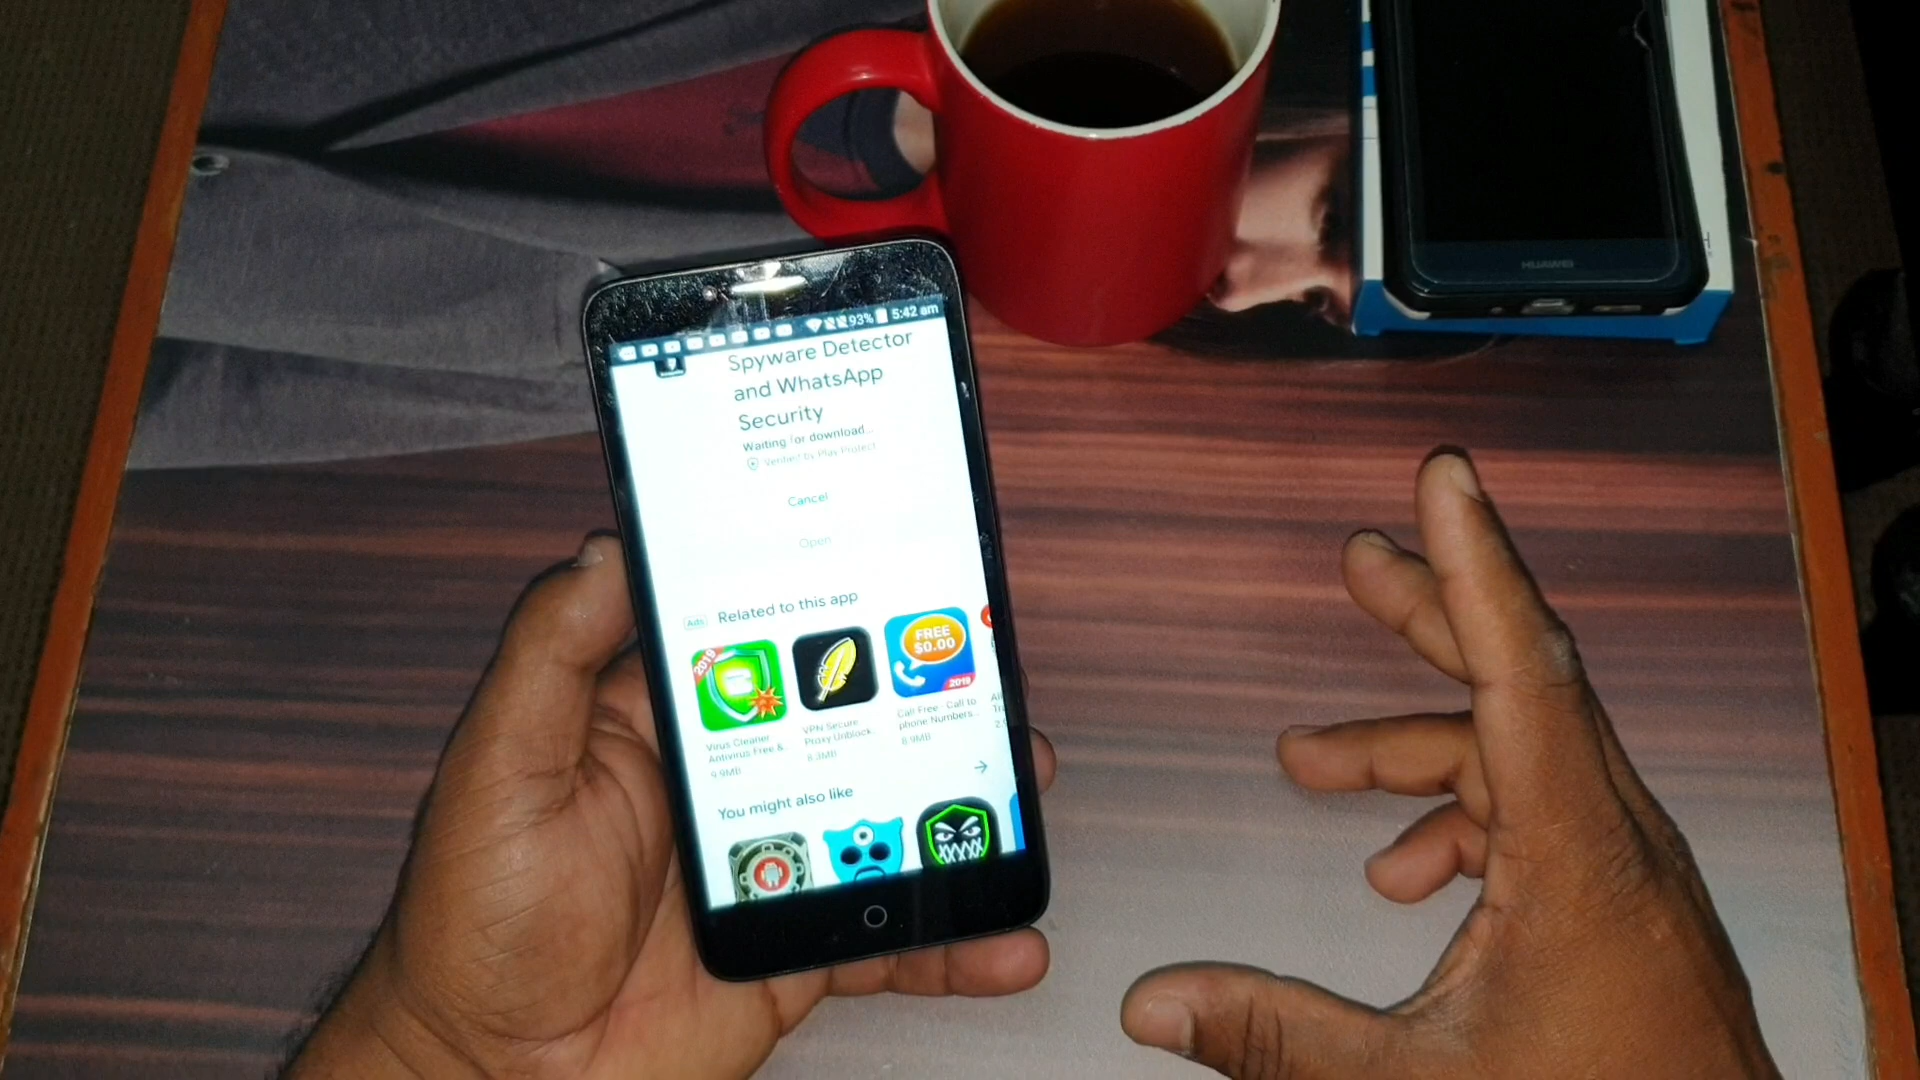 93% 5:42 am
Spyware Detector
and WhatsApp
Security
Waiting for download...
Verified by Play Protect
Cancel
Open
Ads Related to this app
2019
FREE
$0.00
2019
Virus Cleaner
Antivirus Free &
9.9MB
VPN Secure
Proxy Unblock...
8.3MB
Call Free - Call to
phone Numbers...
8.9MB
You might also like
HUAWEI